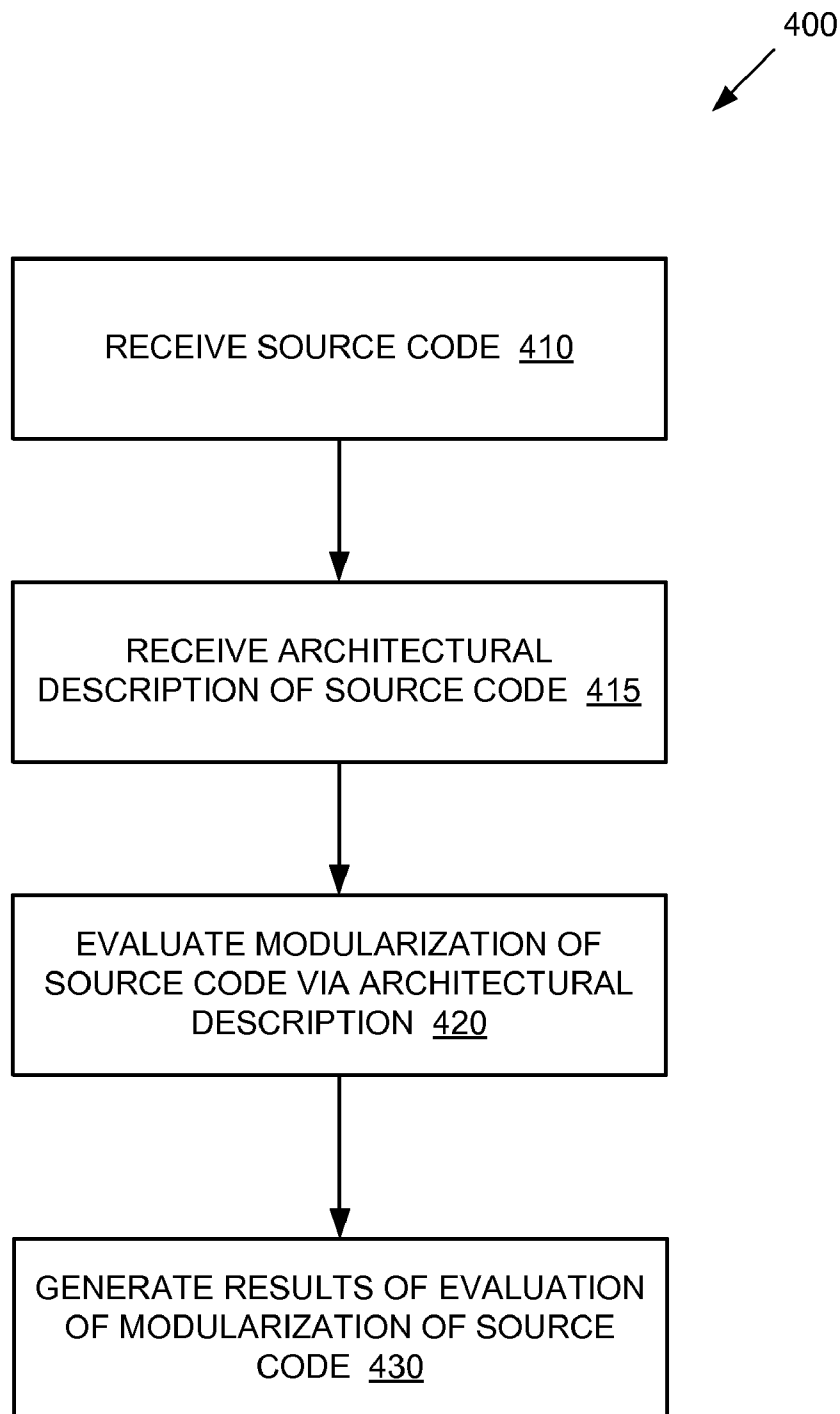 400
RECEIVE SOURCE CODE 410
RECEIVE ARCHITECTURAL
DESCRIPTION OF SOURCE CODE 415
EVALUATE MODULARIZATION OF
SOURCE CODE VIA ARCHITECTURAL
DESCRIPTION 420
GENERATE RESULTS OF EVALUATION
OF MODULARIZATION OF SOURCE
CODE 430